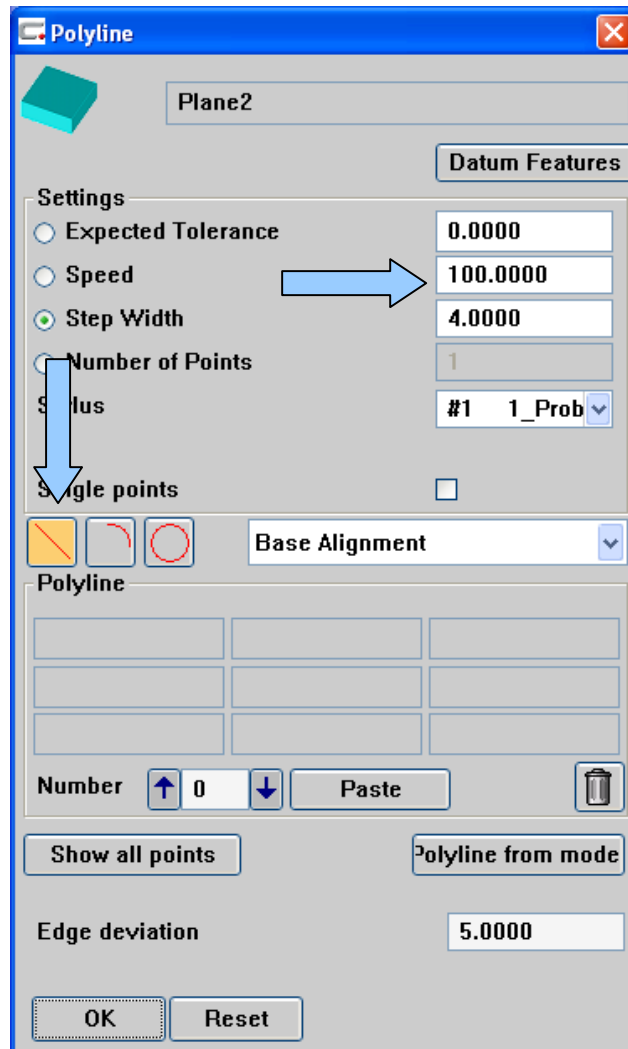 Polyline
Plane2
Datum Features
Settings
Expected Tolerance 0.0000
Speed 100.0000
Step Width 4.0000
Number of Points 1
#1 1_Prob
points
Base Alignment
Polyline
Number 0 Paste
Show all points Polyline from mode
Edge deviation 5.0000
OK Reset